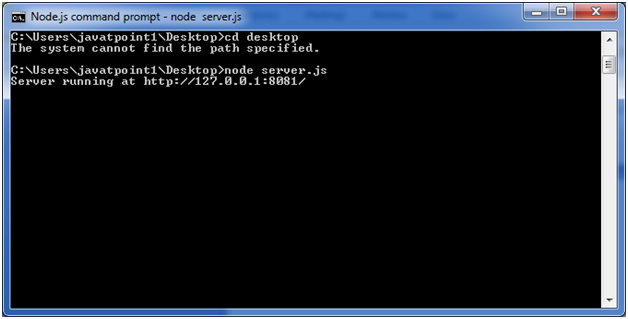 Node.js command prompt - node  server.js
C:\Users\javatpoint1\Desktop>cd desktop
The system cannot find the path specified.
C:\Users\javatpoint1\Desktop>node server.js
Server running at http://127.0.0.1:8081/